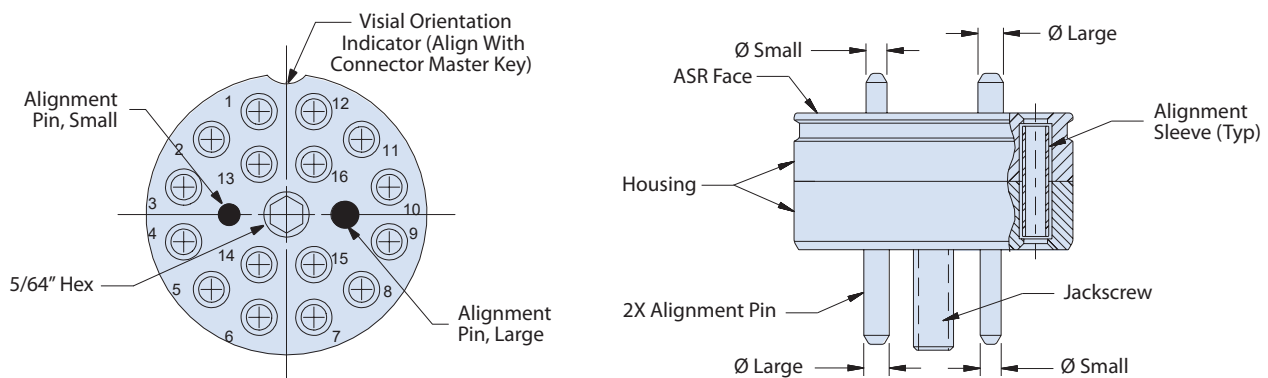 Visial Orientation
Indicator (Align With
Connector Master Key)
Alignment
Pin, Small
1
12
2
11
13
16
3
10
4
9
14
15
5
8
6
7
5/64” Hex
Alignment
Pin, Large
Ø Small
Ø Large
ASR Face
Alignment
Sleeve (Typ)
Housing
2X Alignment Pin
Jackscrew
Ø Large
Ø Small